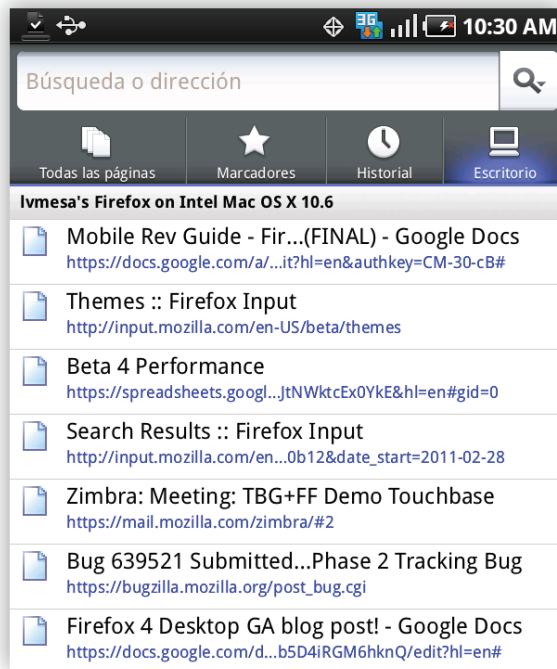 3G 10:30 AM
Búsqueda o dirección
Todas las páginas Marcadores Historial Escritorio
lvmesa's Firefox on Intel Mac OS X 10.6
Mobile Rev Guide - Fir...(FINAL) - Google Docs
https://docs.google.com/a/...it?hl=en&authkey=CM-30-cB#
Themes :: Firefox Input
http://input.mozilla.com/en-US/beta/themes
Beta 4 Performance
https://spreadsheets.googl...JtNWktcEx0YkE&hl=en#gid=0
Search Results :: Firefox Input
http://input.mozilla.com/en...0b12&date_start=2011-02-28
Zimbra: Meeting: TBG+FF Demo Touchbase
https://mail.mozilla.com/zimbra/#2
Bug 639521 Submitted...Phase 2 Tracking Bug
https://bugzilla.mozilla.org/post_bug.cgi
Firefox 4 Desktop GA blog post! - Google Docs
https://docs.google.com/d...b5D4iRGM6hknQ/edit?hl=en#